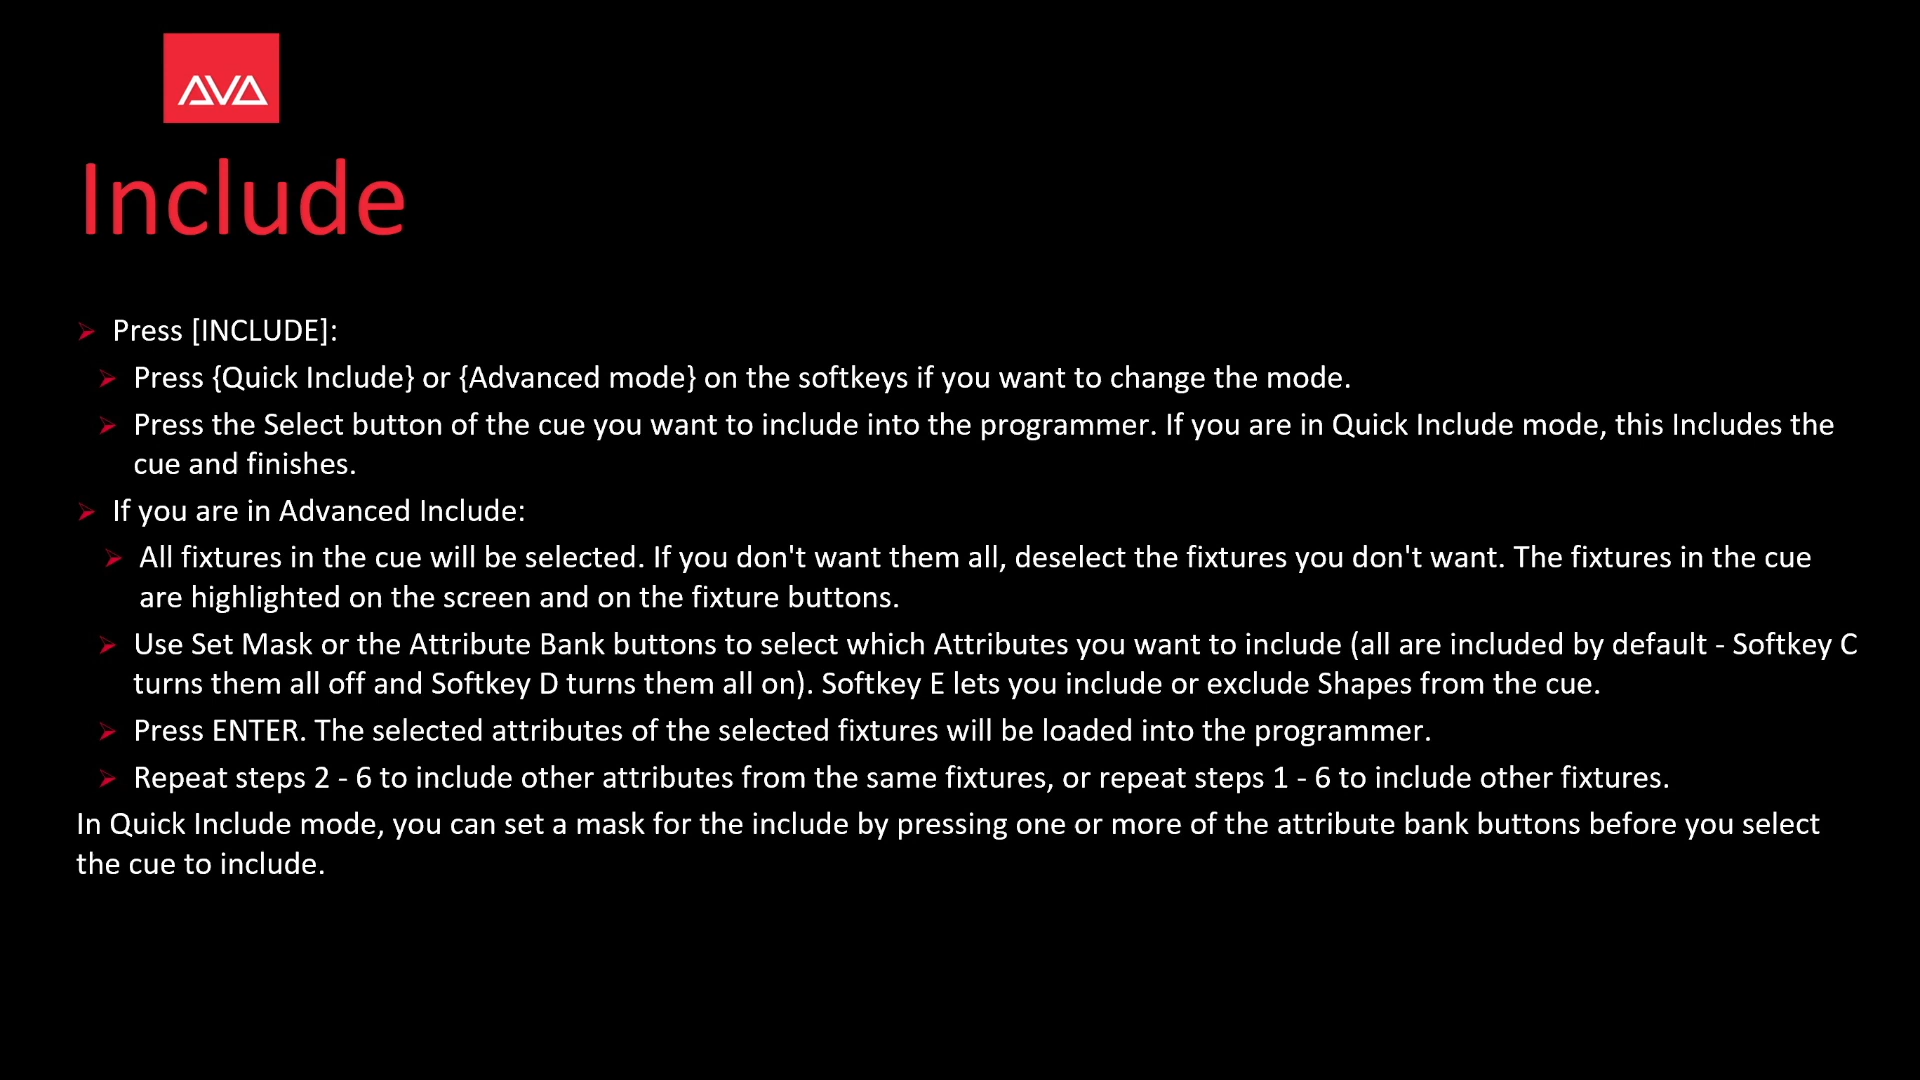 AVA
Include
Press [INCLUDE]:
Press {Quick Include} or {Advanced mode} on the softkeys if you want to change the mode.
Press the Select button of the cue you want to include into the programmer. If you are in Quick Include mode, this Includes the
cue and finishes.
If you are in Advanced Include:
All fixtures in the cue will be selected. If you don't want them all, deselect the fixtures you don't want. The fixtures in the cue
are highlighted on the screen and on the fixture buttons.
Use Set Mask or the Attribute Bank buttons to select which Attributes you want to include (all are included by default - Softkey C
turns them all off and Softkey D turns them all on). Softkey E lets you include or exclude Shapes from the cue.
Press ENTER. The selected attributes of the selected fixtures will be loaded into the programmer.
Repeat steps 2 - 6 to include other attributes from the same fixtures, or repeat steps 1 - 6 to include other fixtures.
In Quick Include mode, you can set a mask for the include by pressing one or more of the attribute bank buttons before you select
the cue to include.